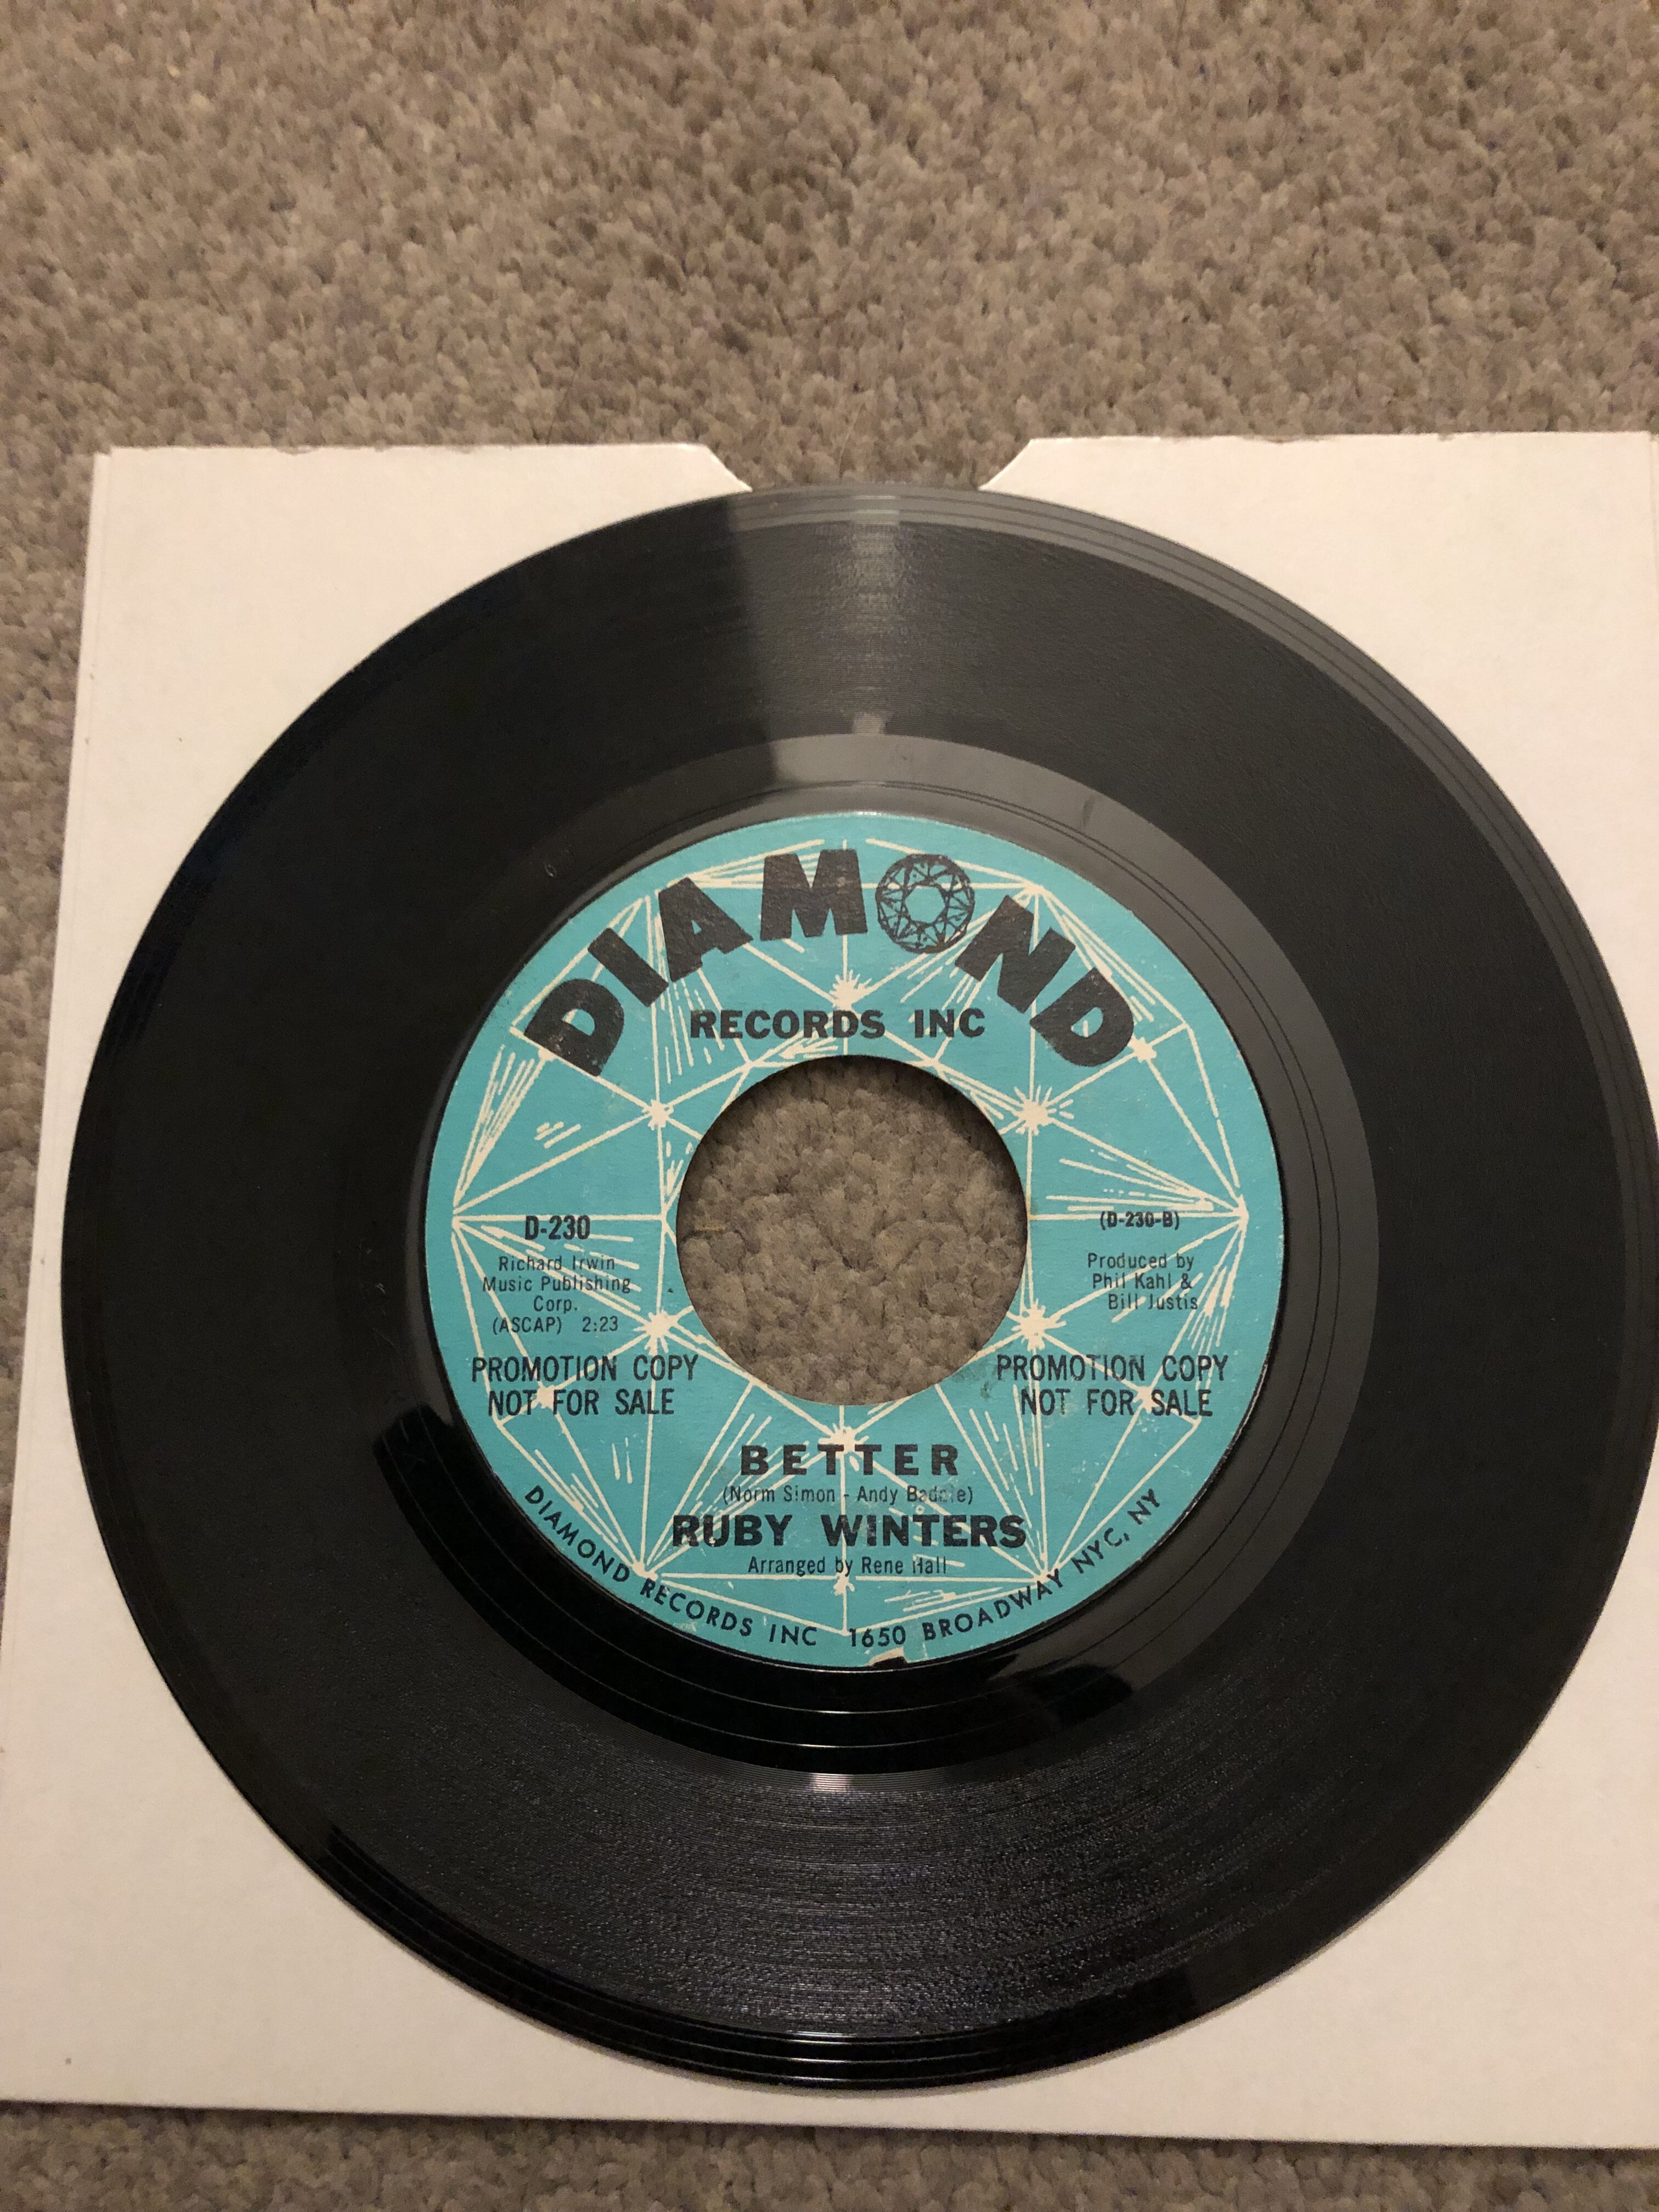 DIAMOND
RECORDS INC
D-230
Richard Irwin
Music Publishing
Corp.
(ASCAP) 2:23
(D-230-B)
Produced by
Phil Kahl &
Bill Justis
PROMOTION COPY
NOT FOR SALE
PROMOTION COPY
NOT FOR SALE
BETTER
(Norm Simon - Andy
RUBY WINTERS
Arranged by Rene Hall
DIAMOND RECORDS INC 1650 BROADWAY NYC, NY